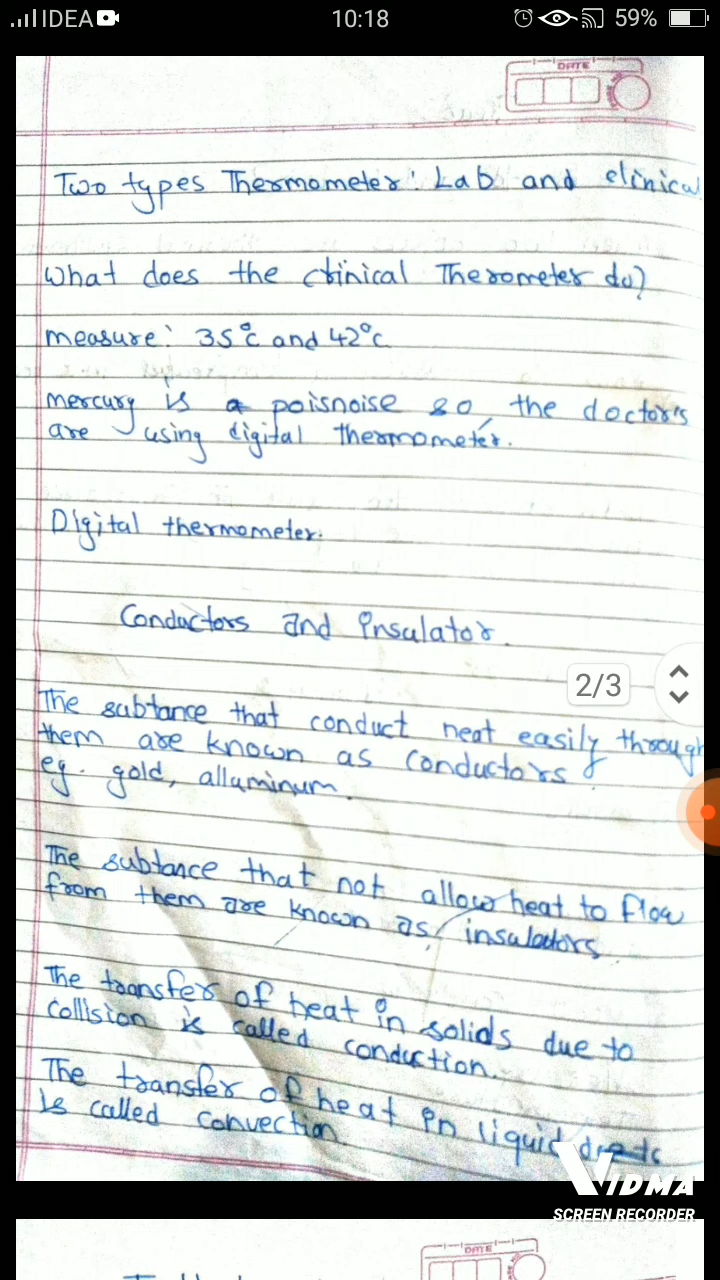 IDEA 10:18 59%
DATE
Two types Thermometer: Lab and clinical
What does the clinical Therometer do?
measure: 35°c and 42°c
mercury is a poisnoise so, the doctor's
are using digital thermometer.
Digital thermometer.
Conductors and insulator.
2/3
The subtance that conduct heat easily through
them are known as conductors
eg. gold, alluminum.
The subtance that not allow heat to flow
from them are known as insulators
The transfer of heat in solids due to
collision is called conduction.
The transfer of heat in liquid
is called convection
VIDMA
SCREEN RECORDER
DATE